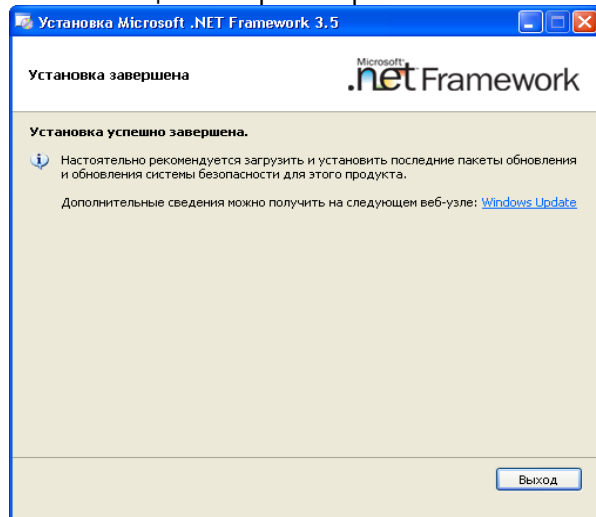 Установка Microsoft .NET Framework 3.5
Установка завершена
Microsoft
.net Framework
Установка успешно завершена.
Настоятельно рекомендуется загрузить и установить последние пакеты обновления
и обновления системы безопасности для этого продукта.
Дополнительные сведения можно получить на следующем веб-узле: Windows Update
Выход